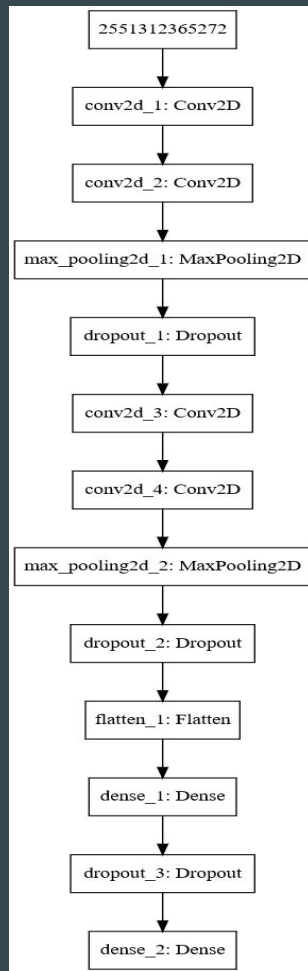 2551312365272
conv2d_1: Conv2D
conv2d_2: Conv2D
max_pooling2d_1: MaxPooling2D
dropout_1: Dropout
conv2d_3: Conv2D
conv2d_4: Conv2D
max_pooling2d_2: MaxPooling2D
dropout_2: Dropout
flatten_1: Flatten
dense_1: Dense
dropout_3: Dropout
dense_2: Dense